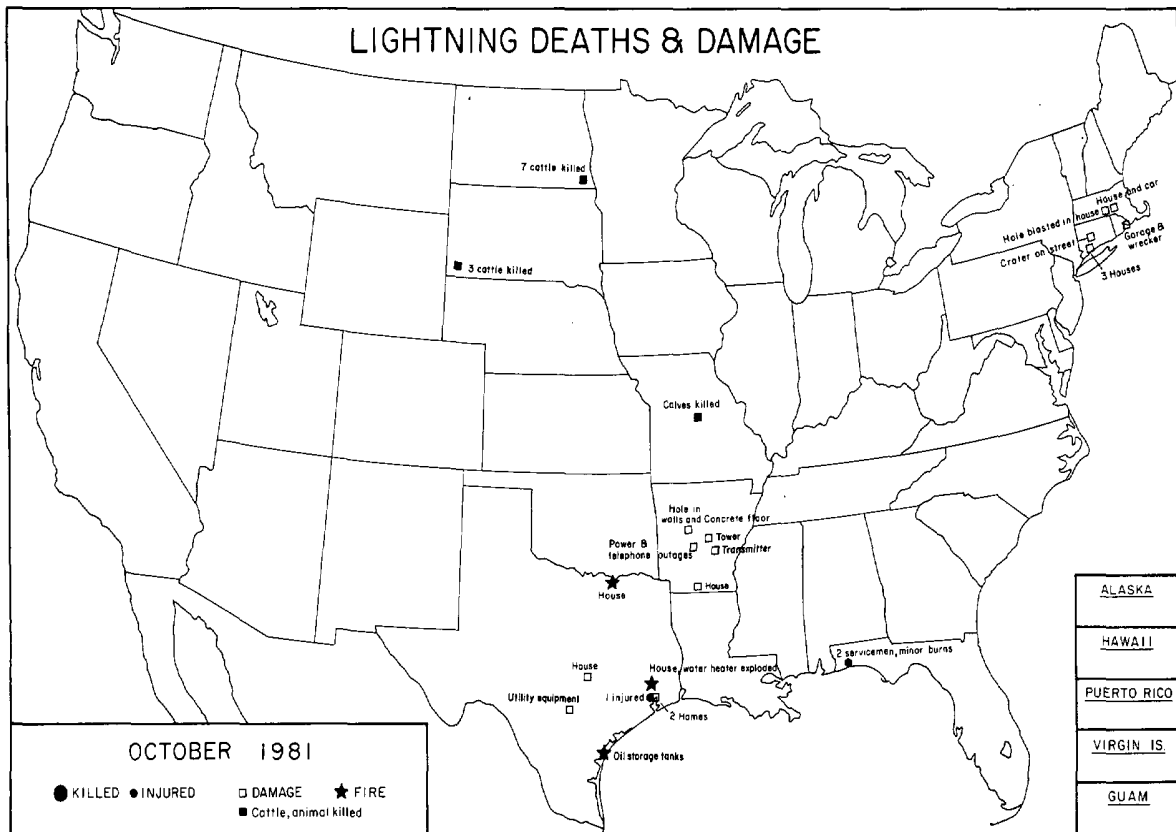 LIGHTNING DEATHS & DAMAGE
7 cattle killed
3 cattle killed
House and car
Hole blasted in house
Garage &
wrecker
Crater on street
3 Houses
Calves killed
Hole in
walls and Concrete floor
Tower
Power &
telephone outages
Transmitter
House
House
2 servicemen, minor burns
House
House, water heater exploded
1 injured
Utility equipment
2 Homes
Oil storage tanks
ALASKA
HAWAII
PUERTO RICO
VIRGIN IS.
GUAM
OCTOBER 1981
KILLED INJURED DAMAGE FIRE
Cattle, animal killed